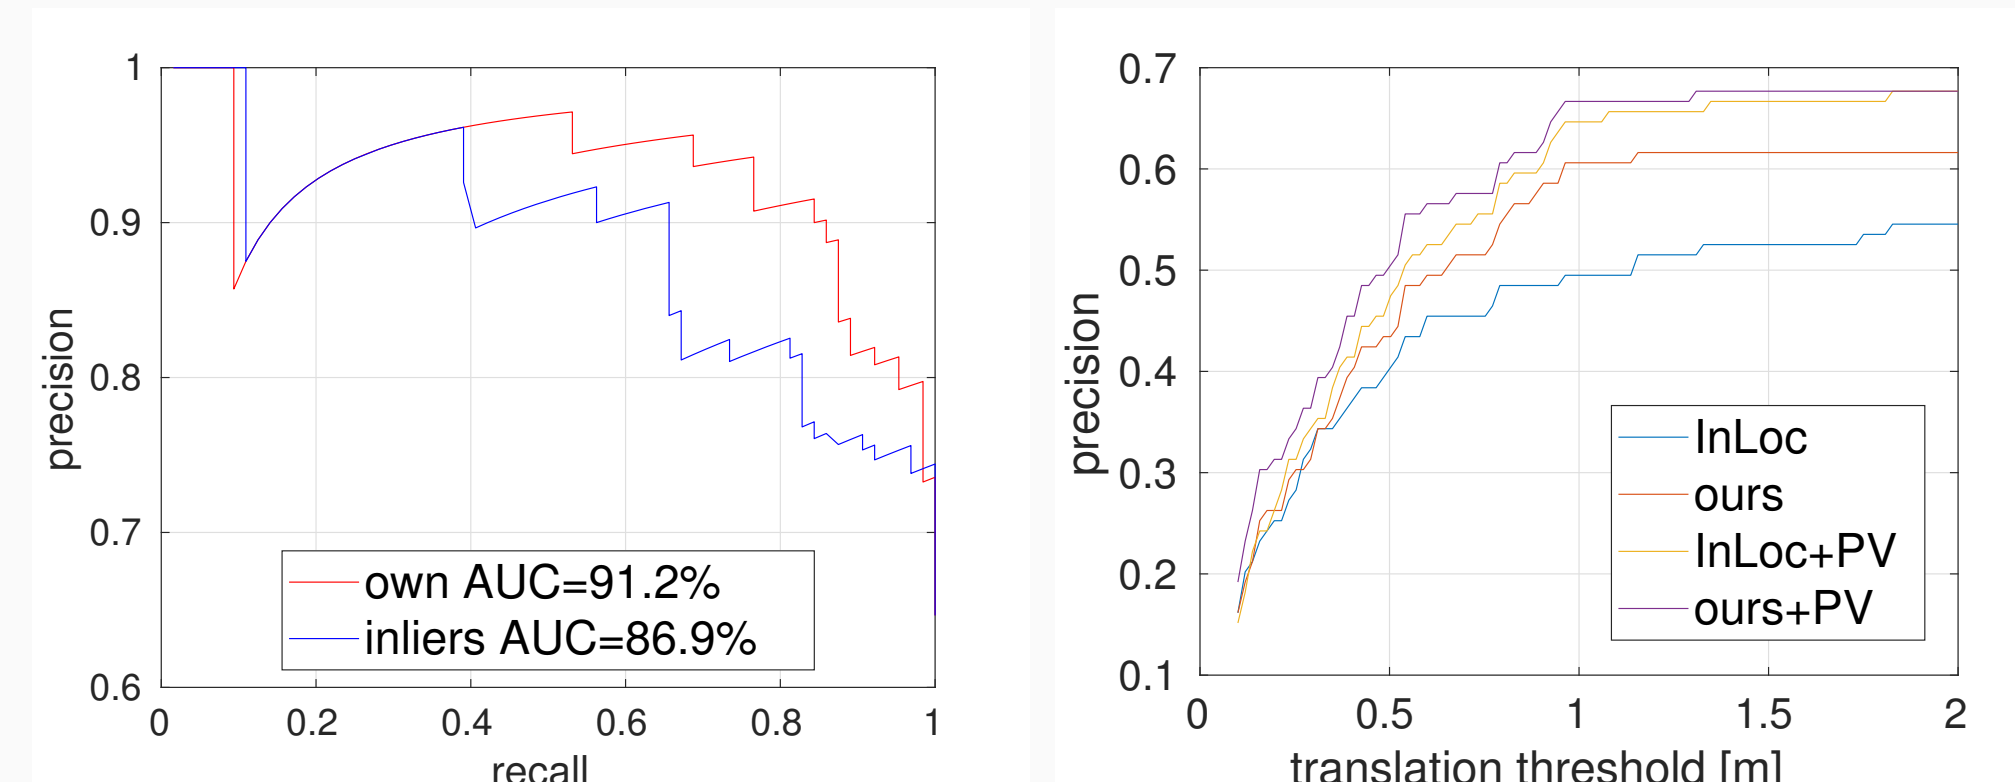 1
0.9
0.8
0.7
0.6
precision
0
0.2
0.4
0.6
0.8
1
recall
own AUC=91.2%
inliers AUC=86.9%
0.7
0.6
0.5
0.4
0.3
0.2
0.1
precision
0
0.5
1
1.5
2
translation threshold [m]
InLoc
ours
InLoc+PV
ours+PV